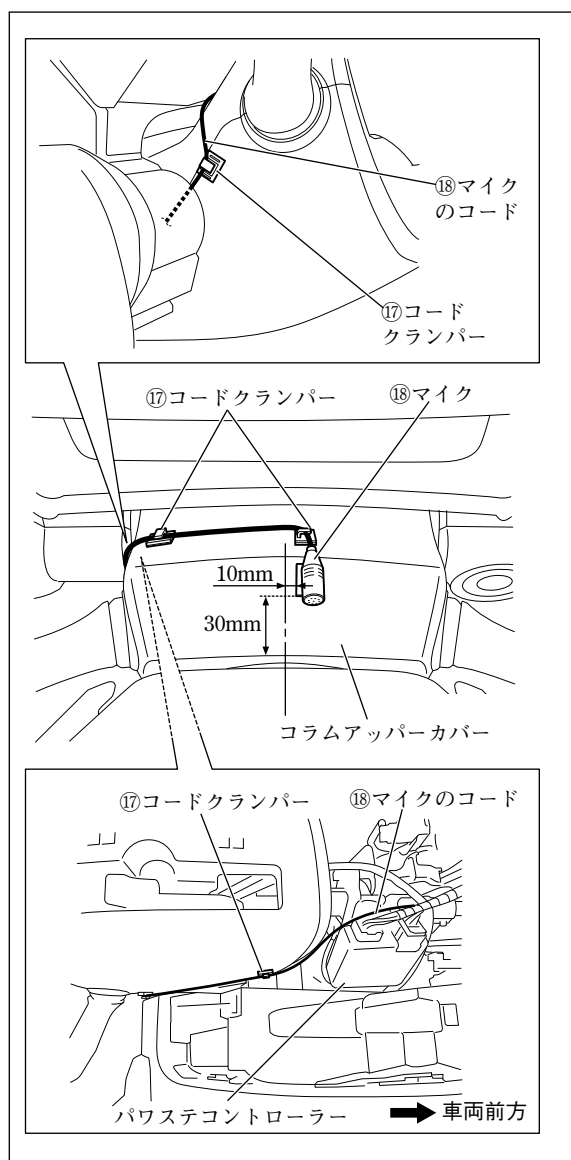 ⑱マイク
のコード
⑰コード
クランパー
⑰コードクランパー
⑱マイク
10mm
30mm
コラムアッパーカバー
⑰コードクランパー
⑱マイクのコード
パワステコントローラー
車両前方